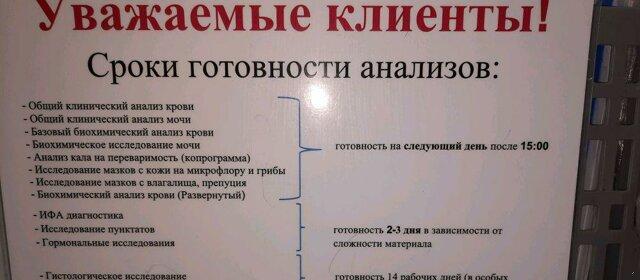 Уважаемые клиенты!
Сроки готовности анализов:
- Общий клинический анализ крови
- Общий клинический анализ мочи
- Базовый биохимический анализ крови
- Биохимическое исследование мочи
- Анализ кала на переваримость (копрограмма)
- Исследование мазков с кожи на микрофлору и грибы
- Исследование мазков с влагалища, препуция
- Биохимический анализ крови (Развернутый)
готовность на следующий день после 15:00
- ИФА диагностика
- Исследование пунктатов
- Гормональные исследования
готовность 2-3 дня в зависимости от
сложности материала
- Гистологическое исследование
готовность 14 рабочих дней (в особых